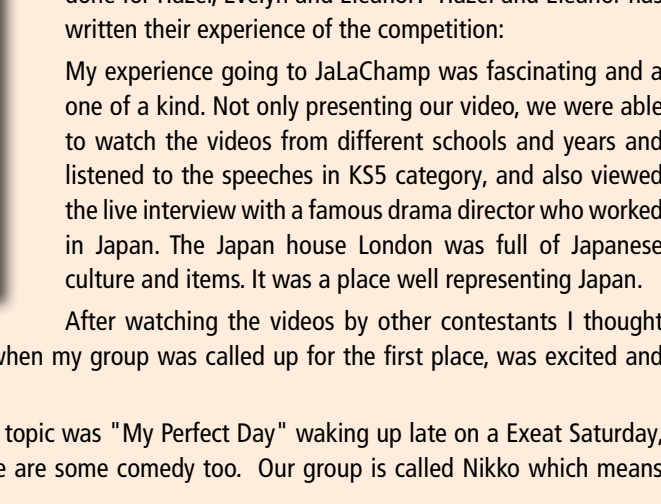 done for Hazel, Evelyn and Eleanor! Hazel and Eleanor has
written their experience of the competition:
My experience going to JaLaChamp was fascinating and a
one of a kind. Not only presenting our video, we were able
to watch the videos from different schools and years and
listened to the speeches in KS5 category, and also viewed
the live interview with a famous drama director who worked
in Japan. The Japan house London was full of Japanese
culture and items. It was a place well representing Japan.
After watching the videos by other contestants I thought
when my group was called up for the first place, was excited and
topic was "My Perfect Day" waking up late on a Exeat Saturday,
are some comedy too. Our group is called Nikko which means